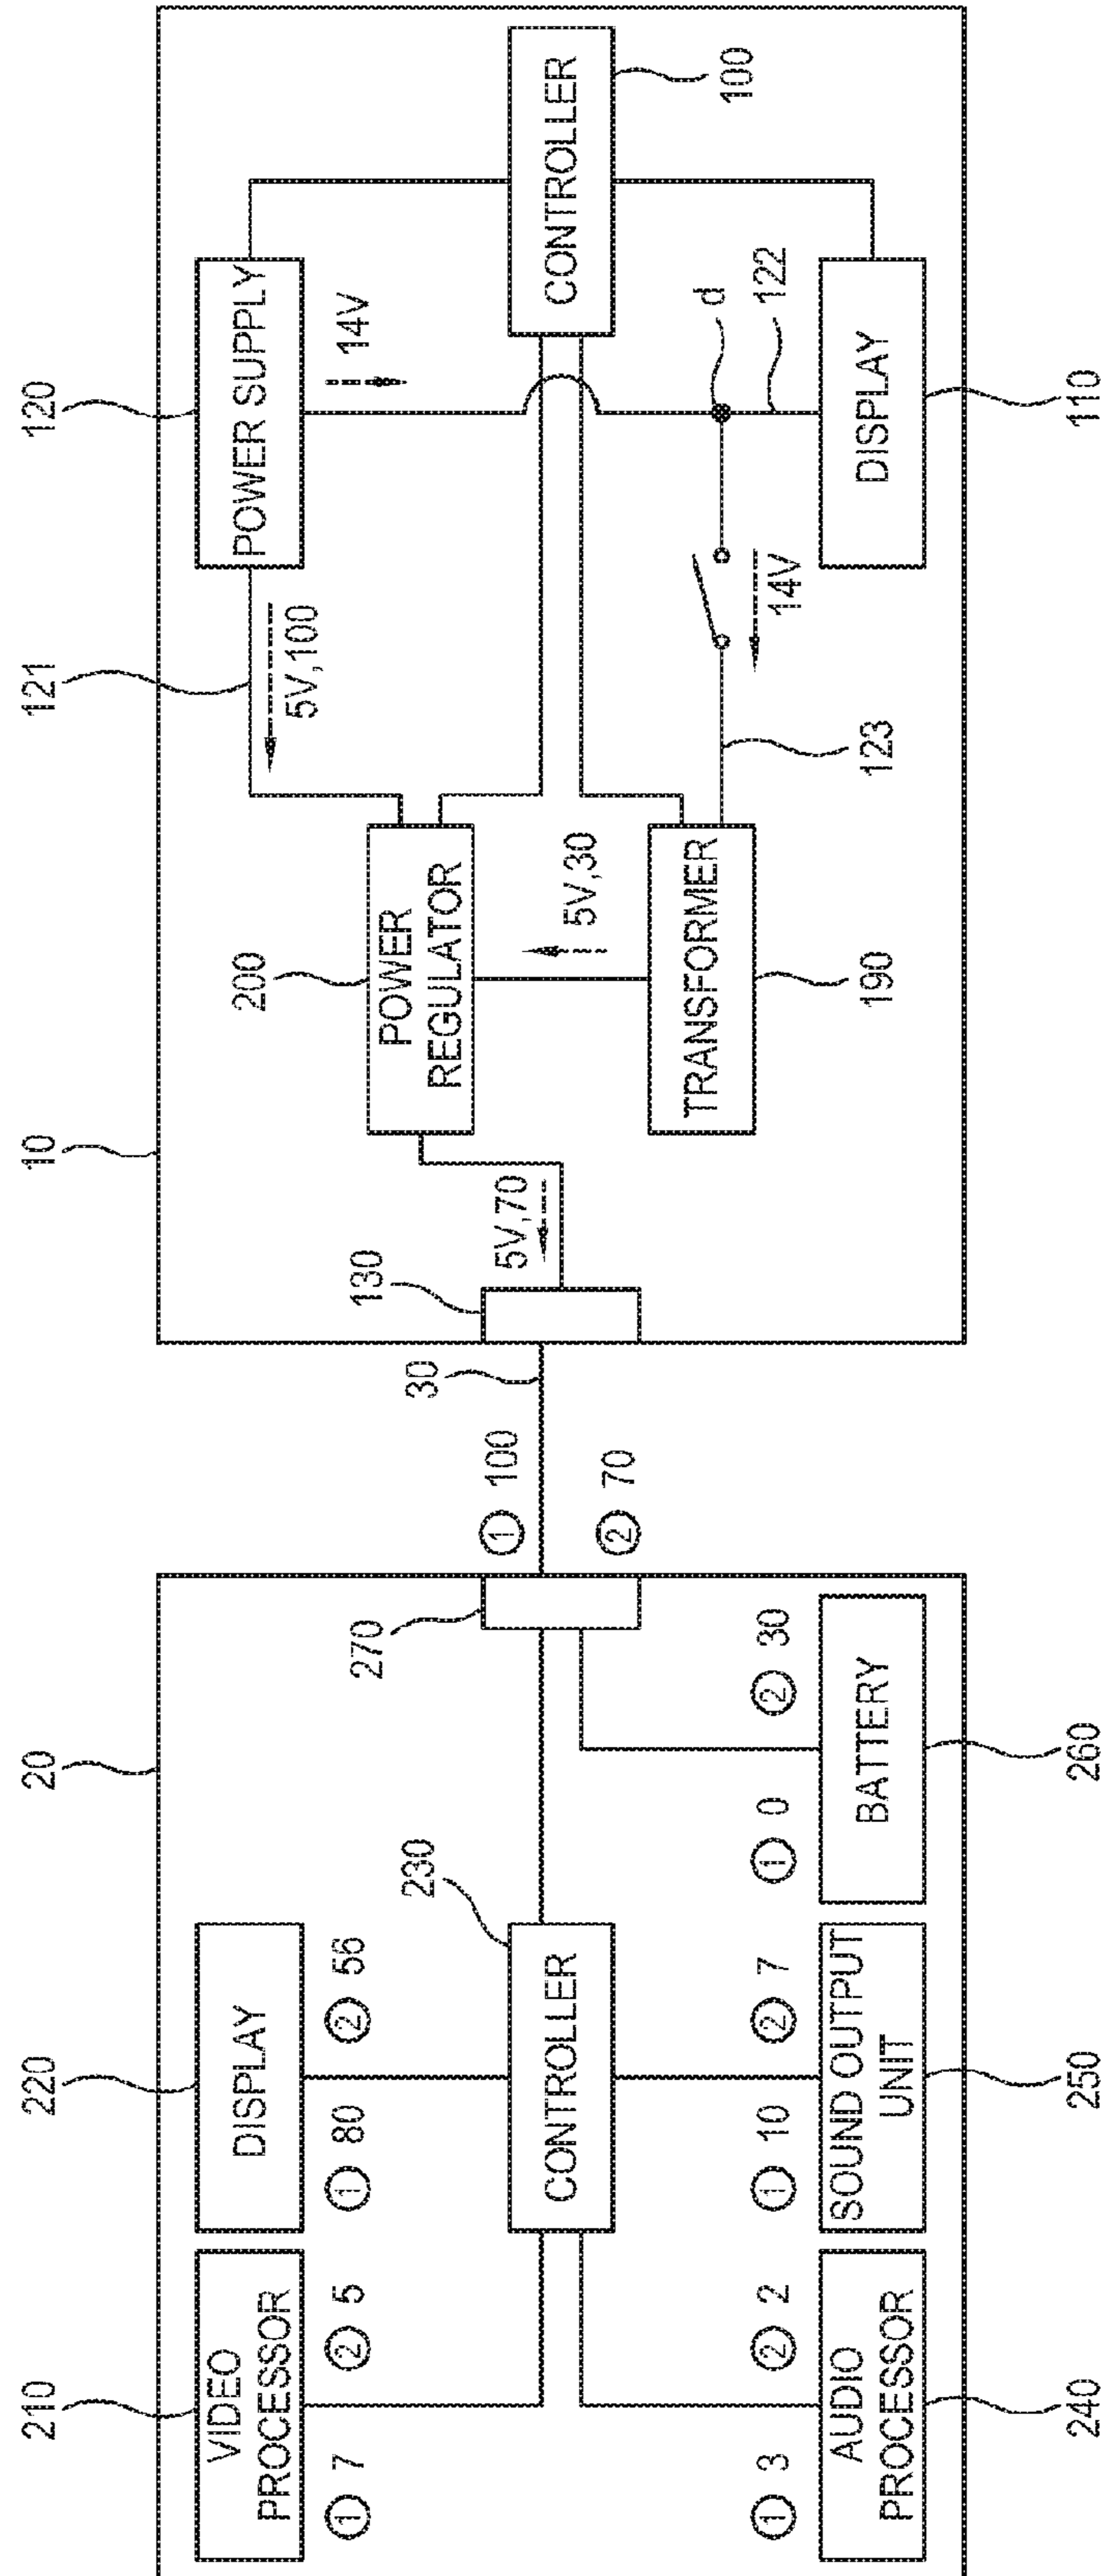 10
121
120
POWER SUPPLY
5V,100
14V
200
POWER
REGULATOR
CONTROLLER
100
130
5V,70
5V,30
TRANSFORMER
190
123
14V
d
122
DISPLAY
110
30
① 100
② 70
20
210
VIDEO
PROCESSOR
① 7
② 5
220
DISPLAY
① 80
② 56
230
CONTROLLER
270
① 3
② 2
AUDIO
PROCESSOR
240
① 10
② 7
SOUND OUTPUT
UNIT
250
① 0
② 30
BATTERY
260